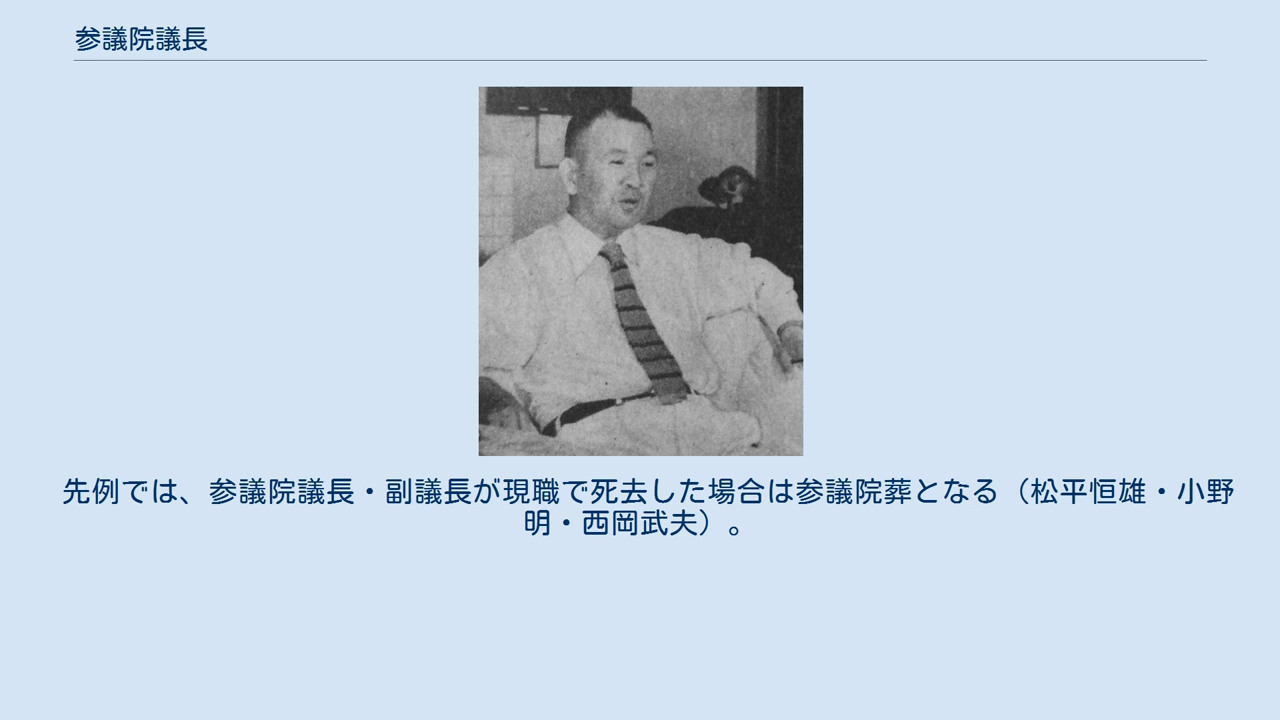 参議院議長
先例では、参議院議長・副議長が現職で死去した場合は参議院葬となる（松平恒雄・小野
明・西岡武夫）。